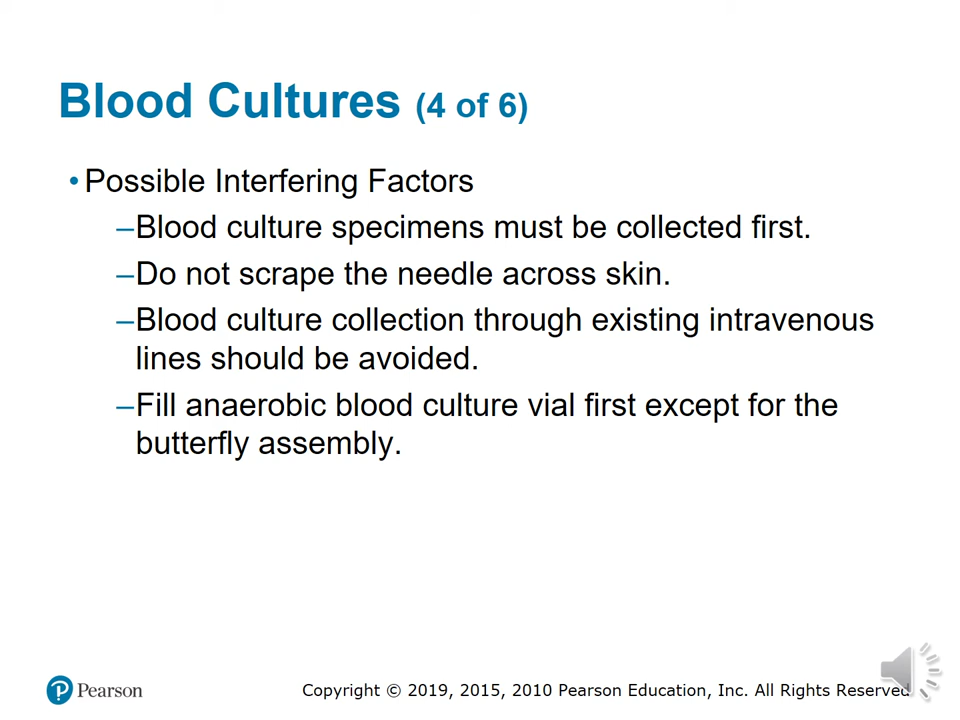 Blood Cultures (4 of 6)
• Possible Interfering Factors
–Blood culture specimens must be collected first.
–Do not scrape the needle across skin.
–Blood culture collection through existing intravenous
lines should be avoided.
–Fill anaerobic blood culture vial first except for the
butterfly assembly.
Pearson
Copyright © 2019, 2015, 2010 Pearson Education, Inc. All Rights Reserved